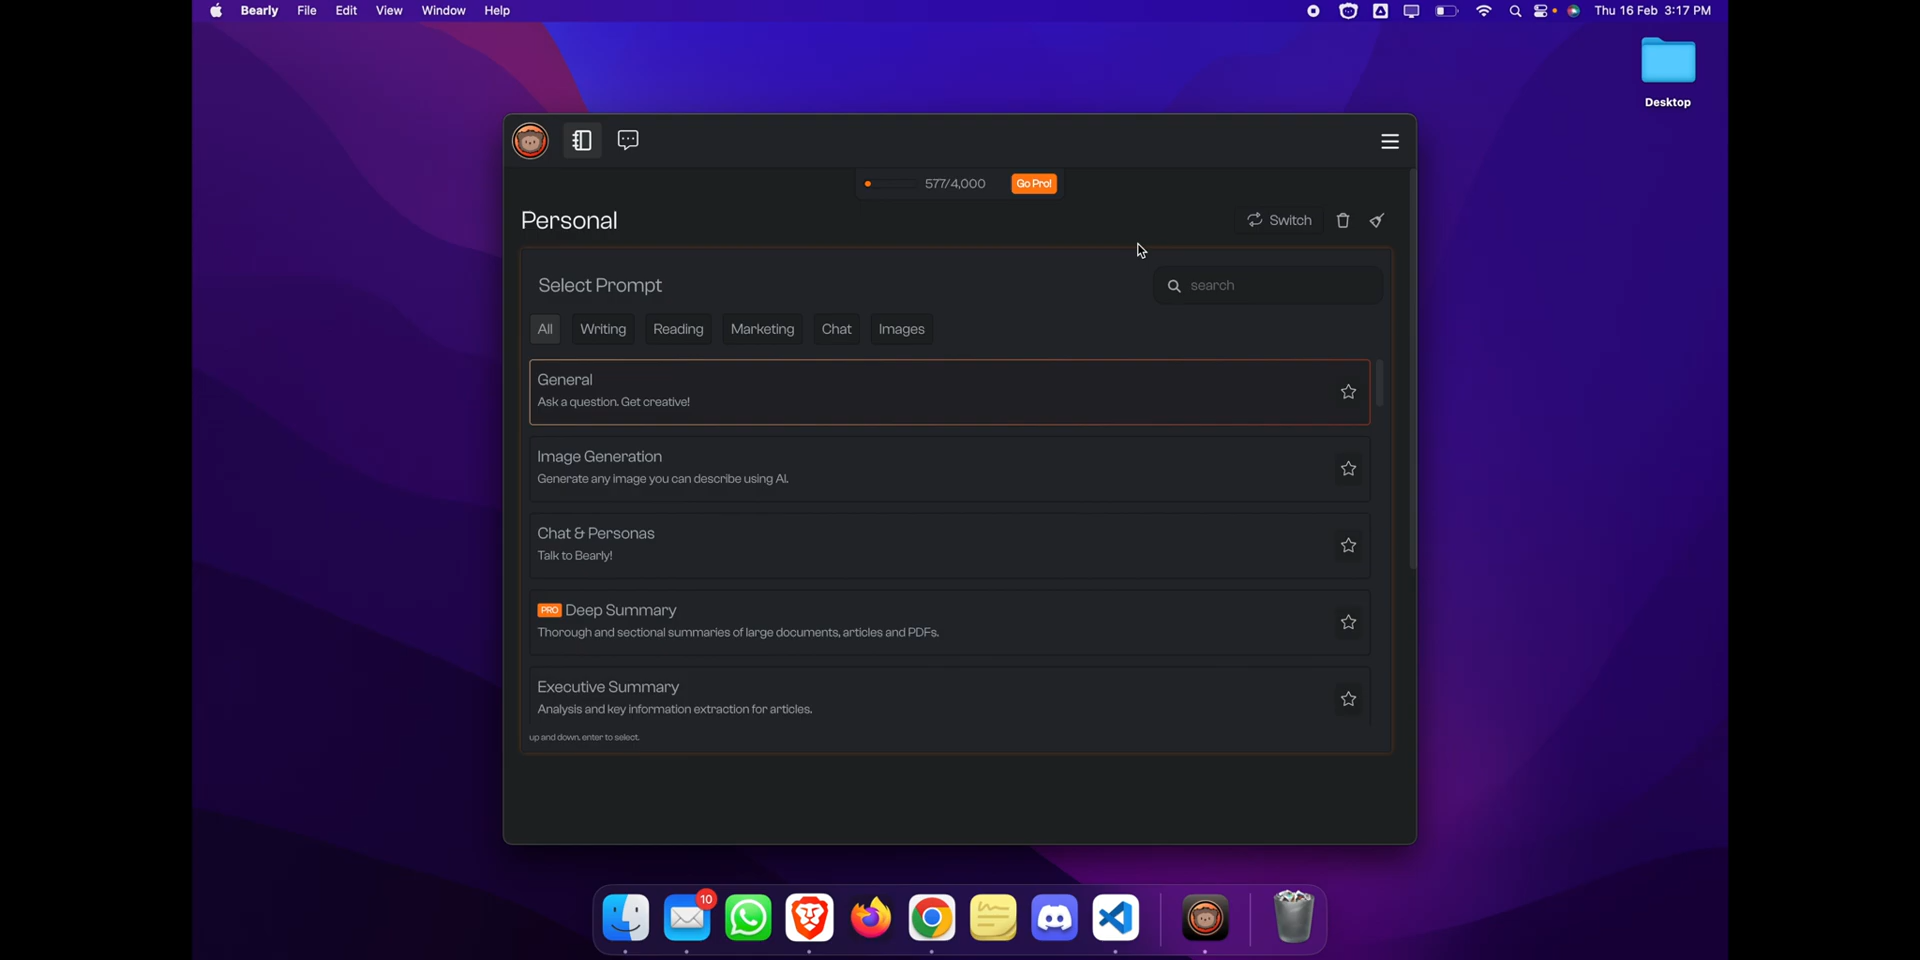 Bearly File Edit View Window Help Thu 16 Feb 3:17 PM
Desktop
577/4,000 Go Pro!
Personal Switch
Select Prompt search
All Writing Reading Marketing Chat Images
General
Ask a question. Get creative!
Image Generation
Generate any image you can describe using AI.
Chat & Personas
Talk to Bearly!
PRO Deep Summary
Thorough and sectional summaries of large documents, articles and PDFs.
Executive Summary
Analysis and key information extraction for articles.
up and down. enter to select.
10